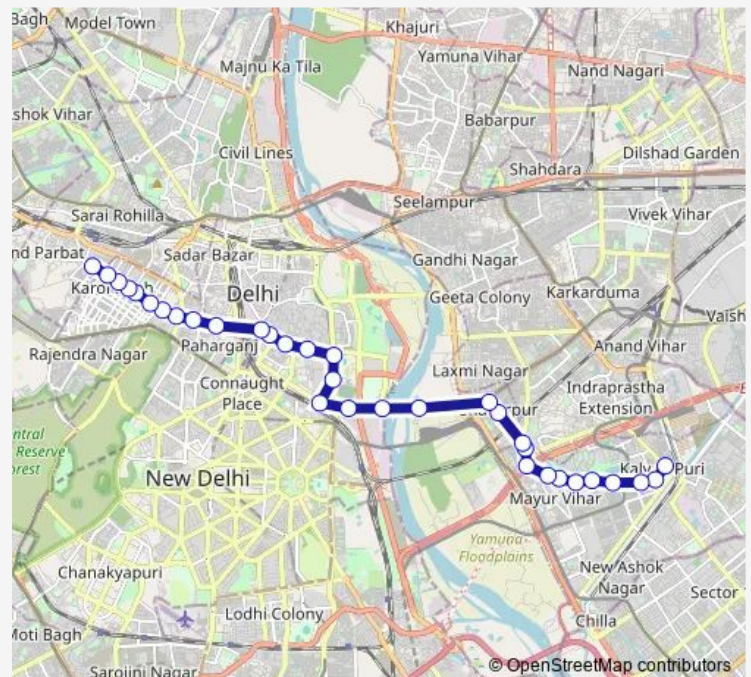 Bagh
Model Town
Khajuri
Majnu Ka Tila
Yamuna Vihar
Nand Nagari
shok Vihar
Babarpur
Civil Lines
Shahdara
Dilshad Garden
Seelampur
Sarai Rohilla
Vivek Vihar
nd Parbat
Sadar Bazar
Gandhi Nagar
Delhi
Geeta Colony
Karkarduma
Vaish
Rajendra Nagar
Paharganj
Anand Vihar
Connaught
Place
Laxmi Nagar
Indraprastha
Extension
ntral
Reserve
orest
New Delhi
Puri
Mayur Vihar
Yamuna
Floodplains
Chanakyapuri
New Ashok
Nagar
Sector
Lodhi Colony
Chilla
Moti Bagh
Sarojini Nagar
© OpenStreetMap contributors